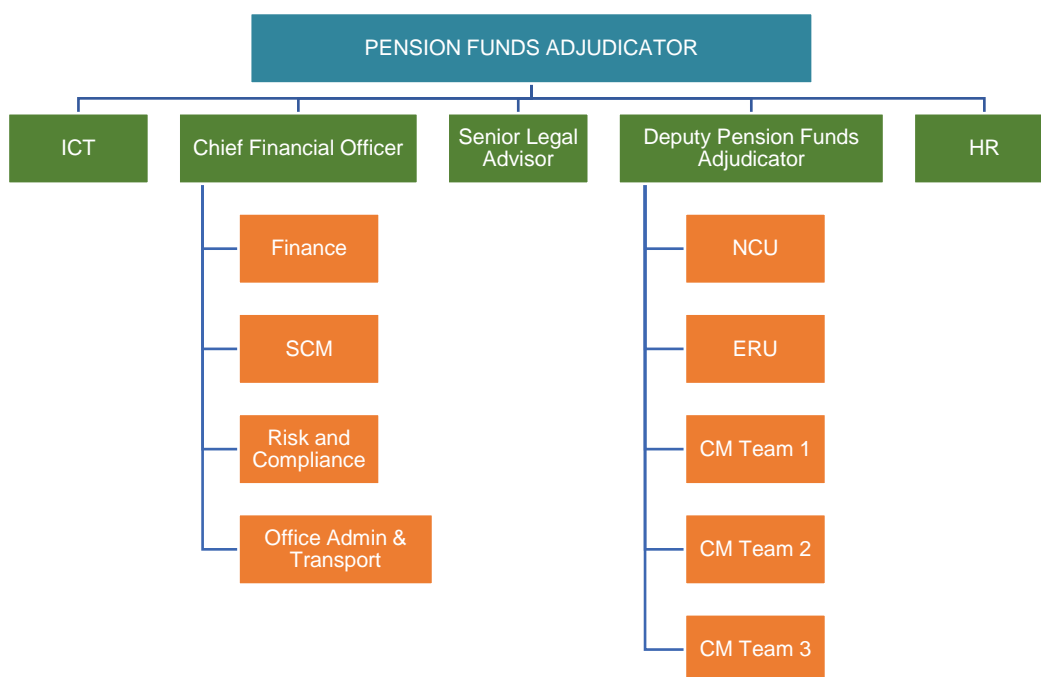 PENSION FUNDS ADJUDICATOR
ICT
Chief Financial Officer
Senior Legal
Advisor
Deputy Pension Funds
Adjudicator
HR
Finance
SCM
Risk and
Compliance
Office Admin &
Transport
NCU
ERU
CM Team 1
CM Team 2
CM Team 3